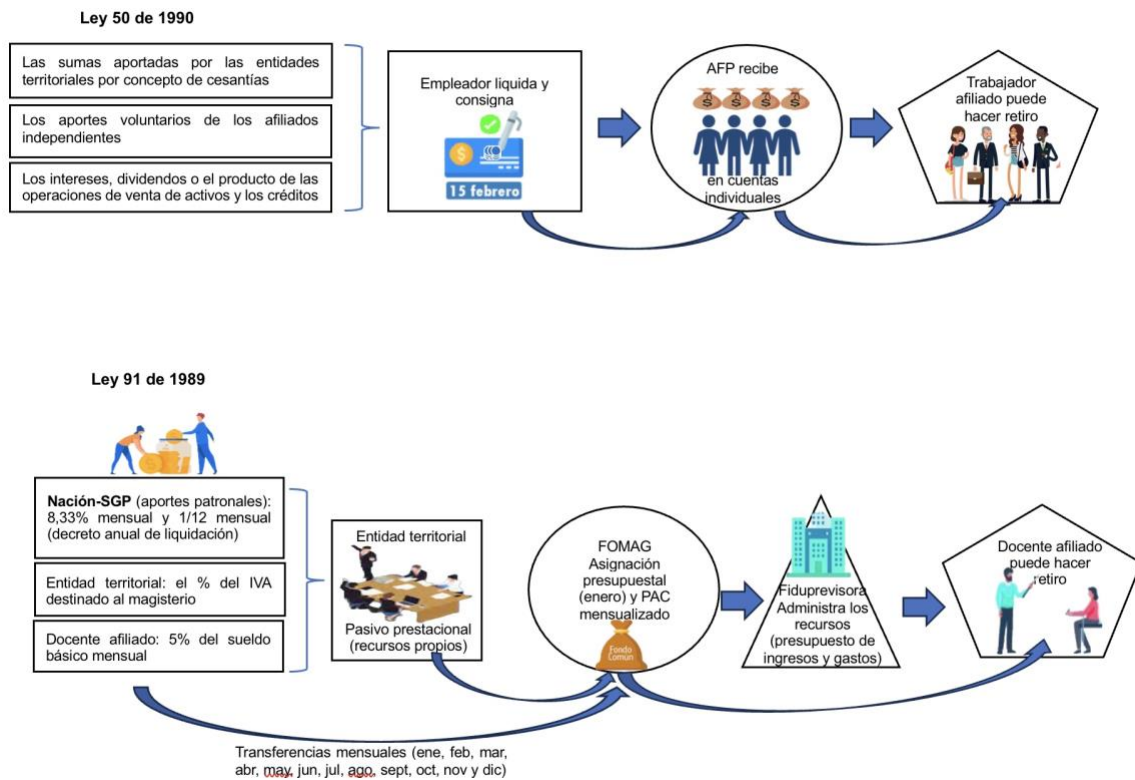 Ley 50 de 1990
Las sumas aportadas por las entidades
territoriales por concepto de cesantías
Los aportes voluntarios de los afiliados
independientes
Los intereses, dividendos o el producto de las
operaciones de venta de activos y los créditos
Empleador liquida y
consigna
$
15 febrero
AFP recibe
$ $ $ $
en cuentas
individuales
Trabajador
afiliado puede
hacer retiro
Ley 91 de 1989
Nación-SGP (aportes patronales):
8,33% mensual y 1/12 mensual
(decreto anual de liquidación)
Entidad territorial: el % del IVA
destinado al magisterio
Docente afiliado: 5% del sueldo
básico mensual
Entidad territorial
Pasivo prestacional
(recursos propios)
FOMAG
Asignación
presupuestal
(enero) y PAC
mensualizado
Fondo
Común
Fiduprevisora
Administra los
recursos
(presupuesto de
ingresos y gastos)
Docente afiliado
puede hacer
retiro
Transferencias mensuales (ene, feb, mar,
abr, may, jun, jul, ago, sept, oct, nov y dic)